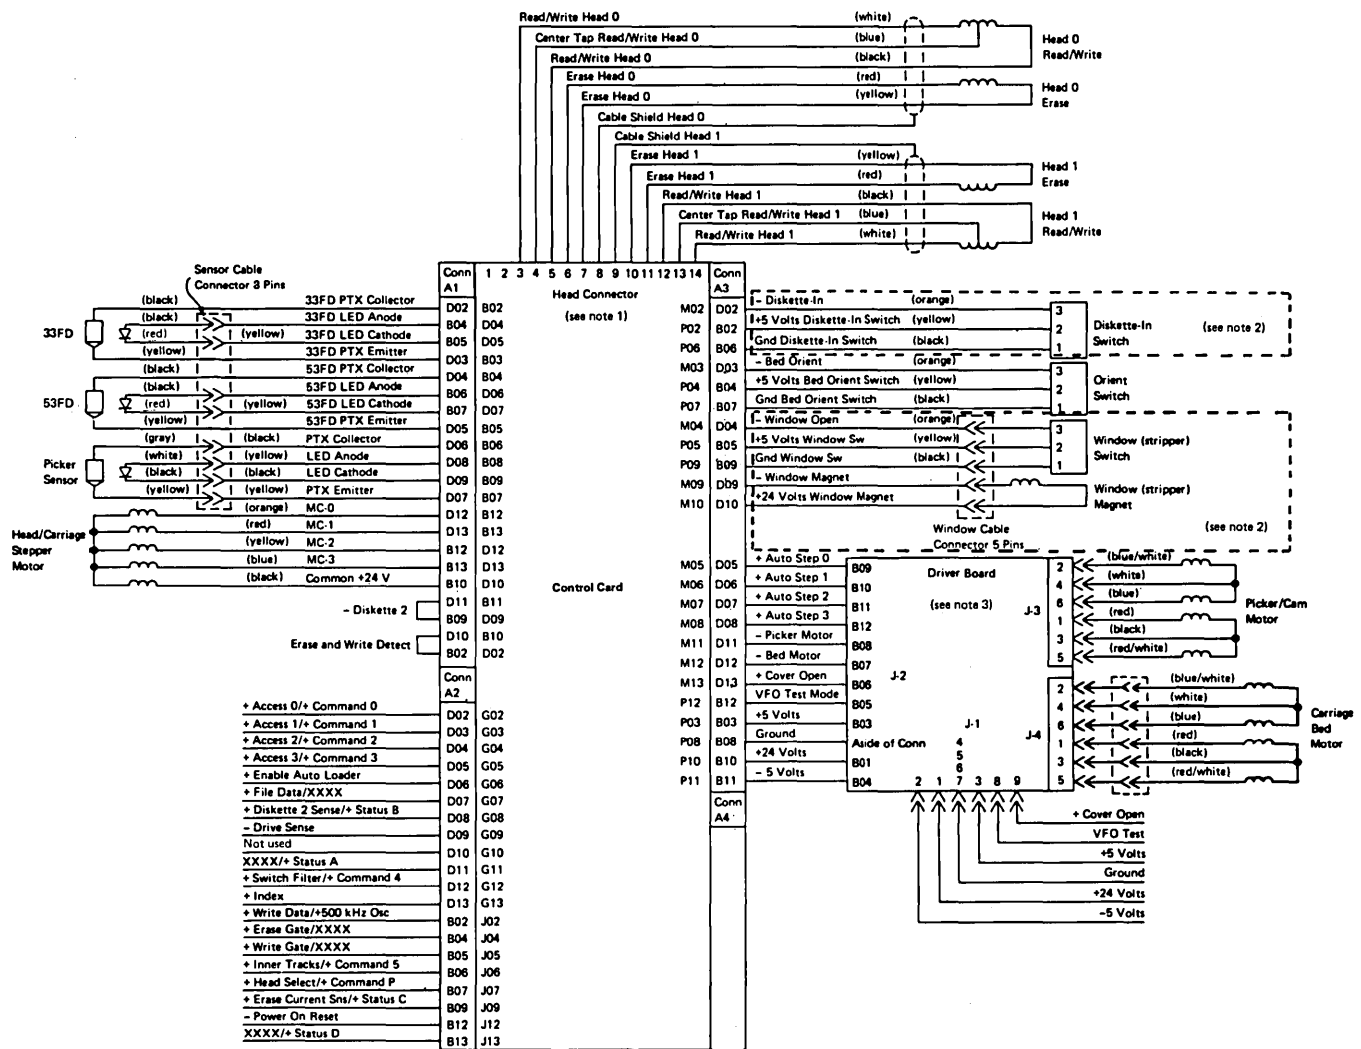 Read/Write Head 0 (white)
Center Tap Read/Write Head 0 (blue) Head 0
Read/Write Head 0 (black) Read/Write
Erase Head 0 (red)
Erase Head 0 (yellow) Head 0
Erase
Cable Shield Head 0
Cable Shield Head 1
Erase Head 1 (yellow)
Erase Head 1 (red) Head 1
Erase
Read/Write Head 1 (black)
Center Tap Read/Write Head 1 (blue) Head 1
Read/Write Head 1 (white) Read/Write
Sensor Cable
Connector 8 Pins
Conn
A1
1 2 3 4 5 6 7 8 9 10 11 12 13 14
Head Connector
(see note 1)
Conn
A3
(black) 33FD PTX Collector D02 B02
(black) 33FD LED Anode B04 D04
33FD (red) (yellow) 33FD LED Cathode B05 D05
(yellow) 33FD PTX Emitter D03 B03
(black) 53FD PTX Collector D04 B04
(black) 53FD LED Anode B06 D06
53FD (red) (yellow) 53FD LED Cathode B07 D07
(yellow) 53FD PTX Emitter D05 B05
(gray) (black) PTX Collector D06 B06
Picker
Sensor
(white) (yellow) LED Anode D08 B08
(black) (black) LED Cathode D09 B09
(yellow) (yellow) PTX Emitter D07 B07
Head/Carriage
Stepper
Motor
(orange) MC-0 D12 B12
(red) MC-1 D13 B13
(yellow) MC-2 B12 D12
(blue) MC-3 B13 D13
(black) Common +24 V B10 D10
- Diskette 2 D11 B11
B09 D09
Erase and Write Detect D10 B10
B02 D02
Conn
A2
+ Access 0/+ Command 0 D02 G02
+ Access 1/+ Command 1 D03 G03
+ Access 2/+ Command 2 D04 G04
+ Access 3/+ Command 3 D05 G05
+ Enable Auto Loader D06 G06
+ File Data/XXXX D07 G07
+ Diskette 2 Sense/+ Status B D08 G08
- Drive Sense D09 G09
Not used D10 G10
XXXX/+ Status A D11 G11
+ Switch Filter/+ Command 4 D12 G12
+ Index D13 G13
+ Write Data/+500 kHz Osc B02 J02
+ Erase Gate/XXXX B04 J04
+ Write Gate/XXXX B05 J05
+ Inner Tracks/+ Command 5 B06 J06
+ Head Select/+ Command P B07 J07
+ Erase Current Sns/+ Status C B09 J09
- Power On Reset B12 J12
XXXX/+ Status D B13 J13
Control Card
M02 D02 - Diskette-In (orange) 3
P02 B02 +5 Volts Diskette-In Switch (yellow) 2
P06 B06 Gnd Diskette-In Switch (black) 1
Diskette-In
Switch
(see note 2)
M03 D03 - Bed Orient (orange) 3
P04 B04 +5 Volts Bed Orient Switch (yellow) 2
P07 B07 Gnd Bed Orient Switch (black) 1
Orient
Switch
M04 D04 - Window Open (orange) 3
P05 B05 +5 Volts Window Sw (yellow) 2
P09 B09 Gnd Window Sw (black) 1
Window (stripper)
Switch
M09 D09 - Window Magnet
M10 D10 +24 Volts Window Magnet
Window (stripper)
Magnet
Window Cable
Connector 5 Pins
(see note 2)
M05 D05 + Auto Step 0 B09
M06 D06 + Auto Step 1 B10
M07 D07 + Auto Step 2 B11
M08 D08 + Auto Step 3 B12
M11 D11 - Picker Motor B08
M12 D12 - Bed Motor B07
M13 D13 + Cover Open B06
P12 B12 VFO Test Mode B05
P03 B03 +5 Volts B03
P08 B08 Ground Aside of Conn
P10 B10 +24 Volts B01
P11 B11 - 5 Volts B04
Conn
A4
Driver Board
(see note 3)
J-2
J-1
4
5
6
J-3
2 (blue/white)
4 (white)
6 (blue)
1 (red)
3 (black)
5 (red/white)
Picker/Cam
Motor
J-4
2 (blue/white)
4 (white)
6 (blue)
1 (red)
3 (black)
5 (red/white)
Carriage
Bed
Motor
2 1 7 3 8 9
+ Cover Open
VFO Test
+5 Volts
Ground
+24 Volts
-5 Volts